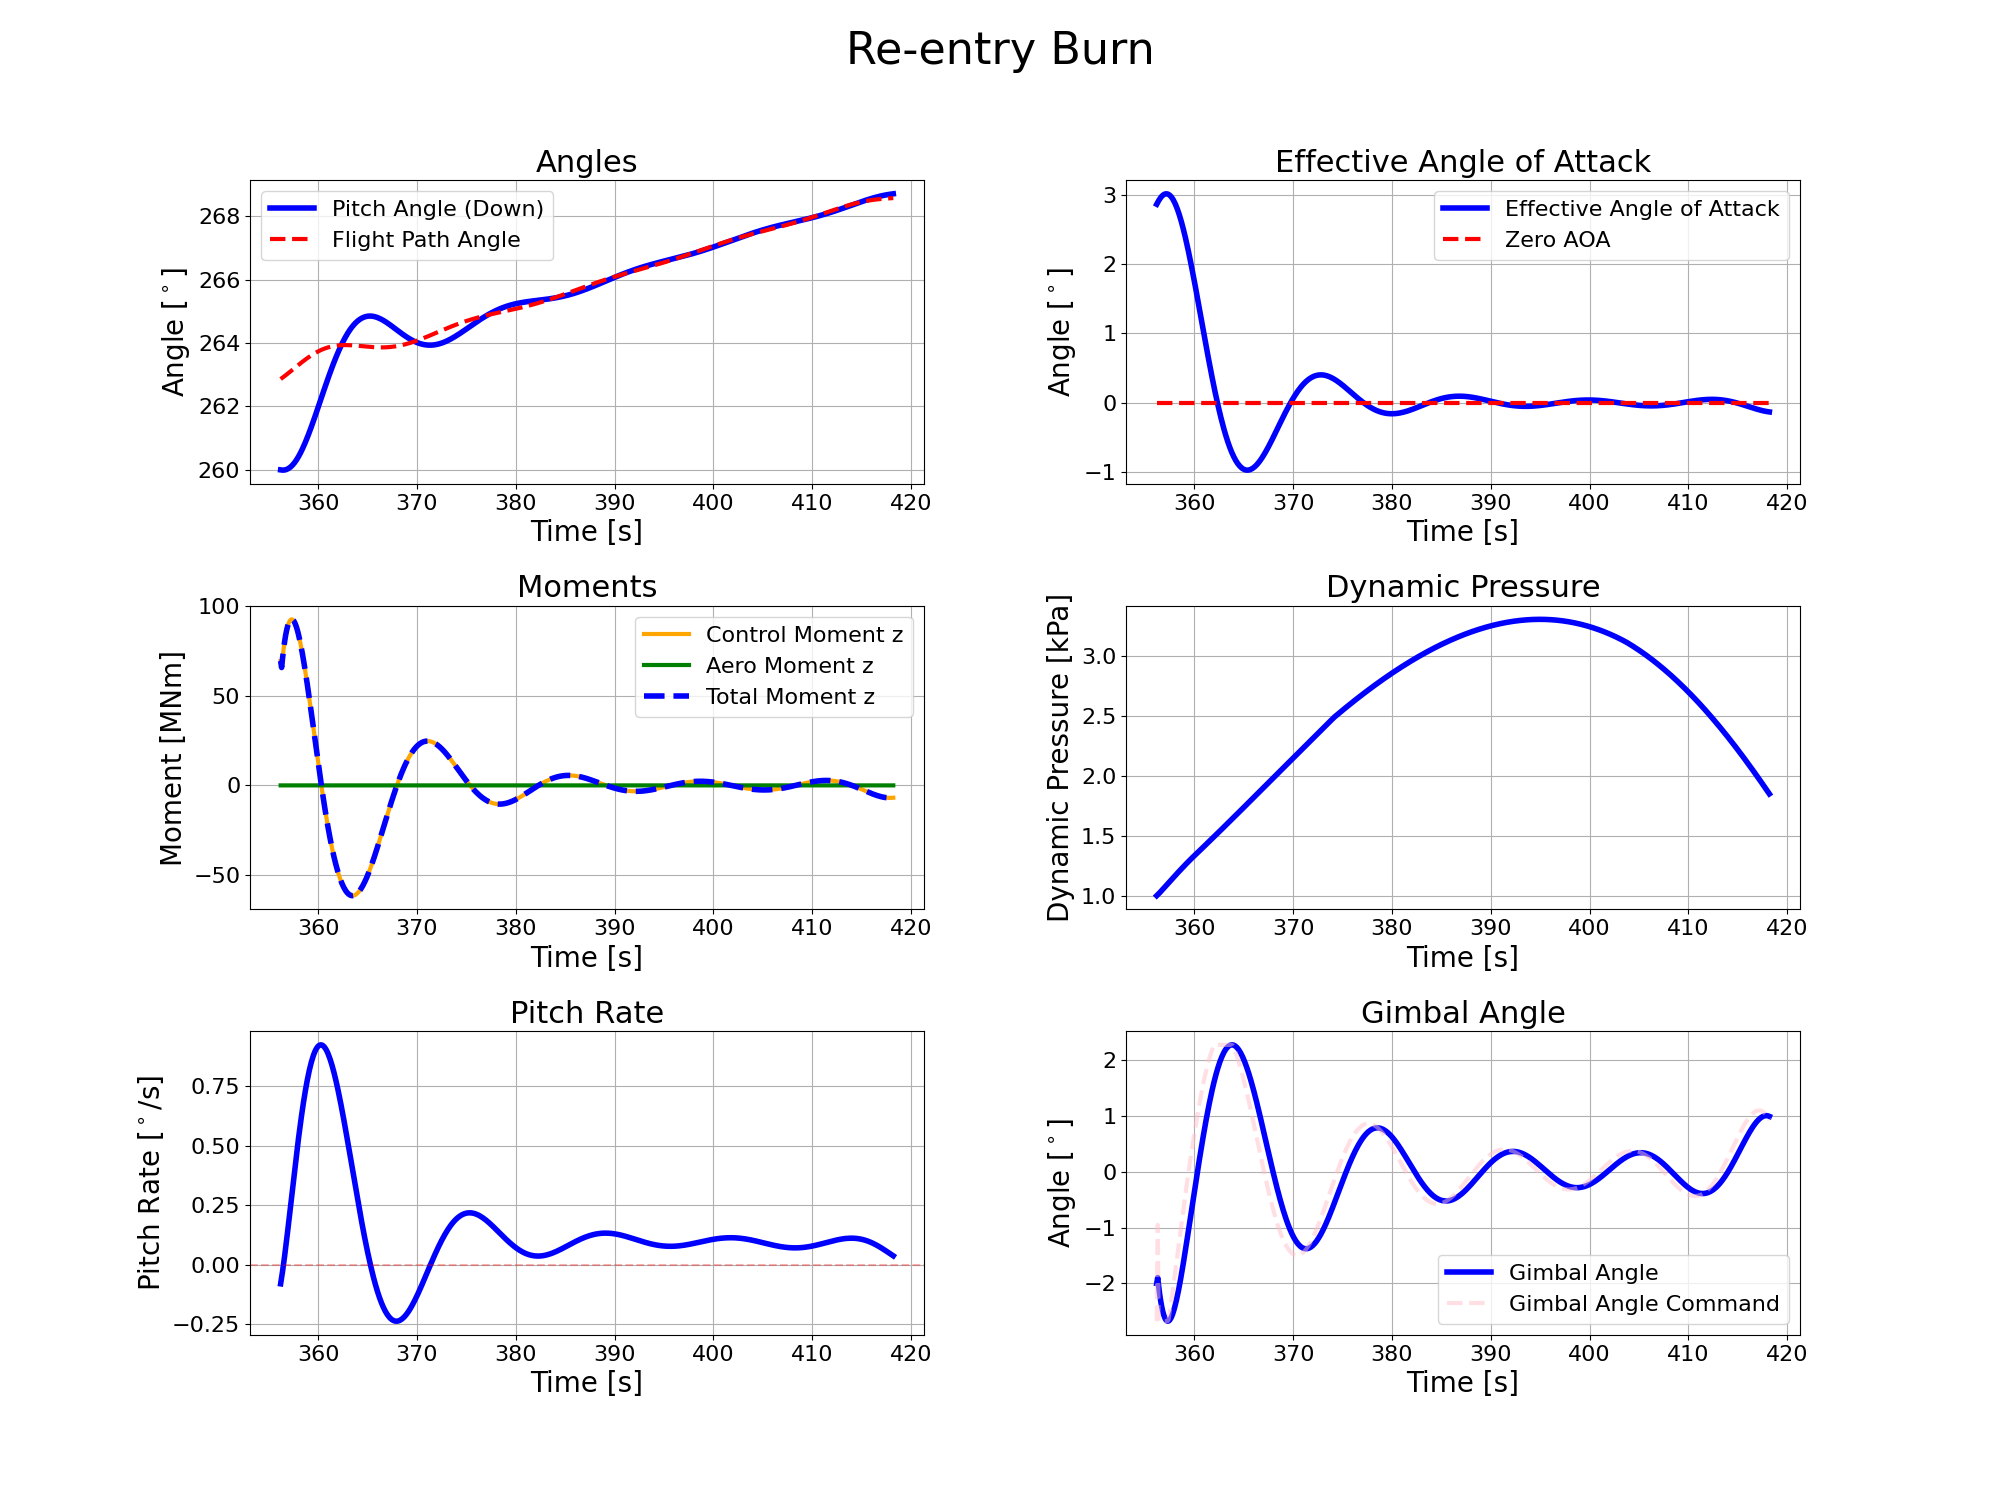 Re-entry Burn
Angles
Pitch Angle (Down)
Flight Path Angle
Angle [°]
268
266
264
262
260
360 370 380 390 400 410 420
Time [s]
Effective Angle of Attack
Effective Angle of Attack
Zero AOA
Angle [°]
3
2
1
0
−1
360 370 380 390 400 410 420
Time [s]
Moments
Control Moment z
Aero Moment z
Total Moment z
Moment [MNm]
100
50
0
−50
360 370 380 390 400 410 420
Time [s]
Dynamic Pressure
Dynamic Pressure [kPa]
3.0
2.5
2.0
1.5
1.0
360 370 380 390 400 410 420
Time [s]
Pitch Rate
Pitch Rate [°/s]
0.75
0.50
0.25
0.00
−0.25
360 370 380 390 400 410 420
Time [s]
Gimbal Angle
Angle [°]
2
1
0
−1
−2
Gimbal Angle
Gimbal Angle Command
360 370 380 390 400 410 420
Time [s]